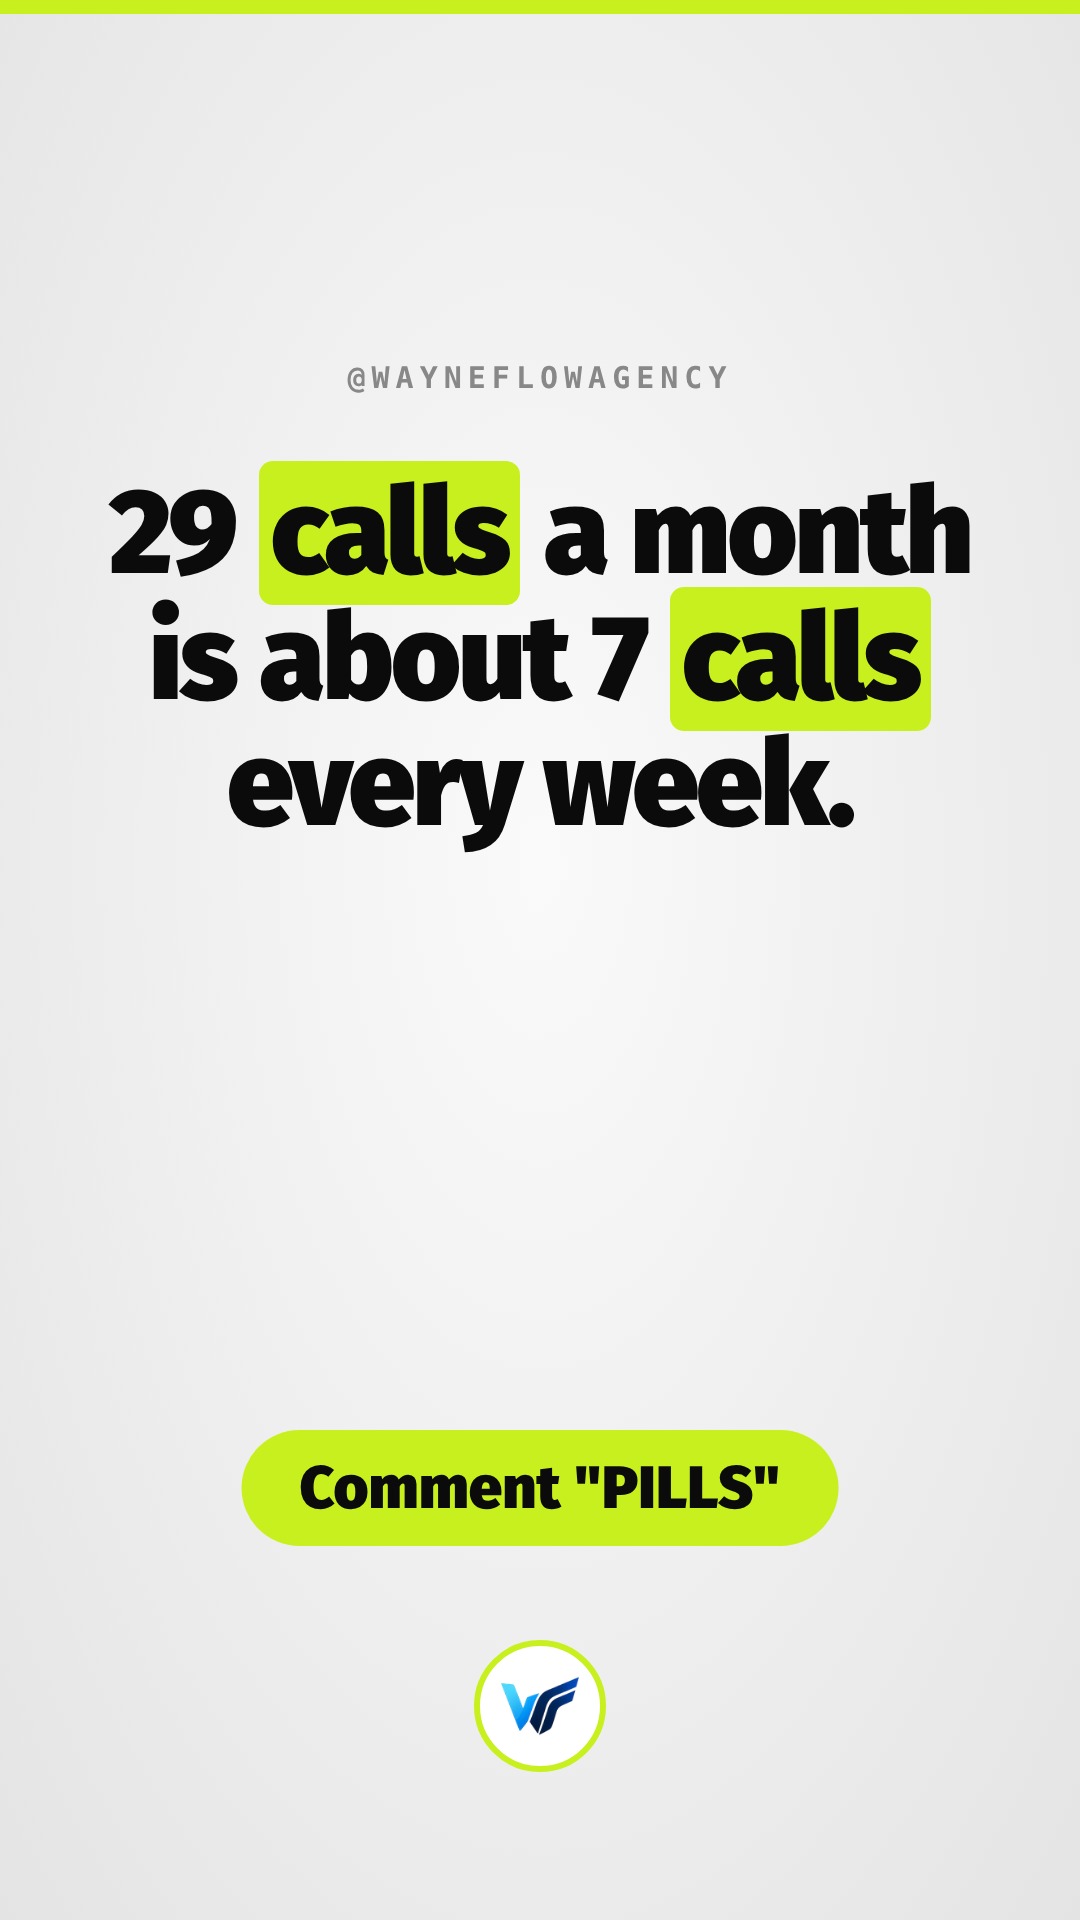 @WAYNEFLOWAGENCY
29 calls a month
is about 7 calls
every week.
Comment "PILLS"